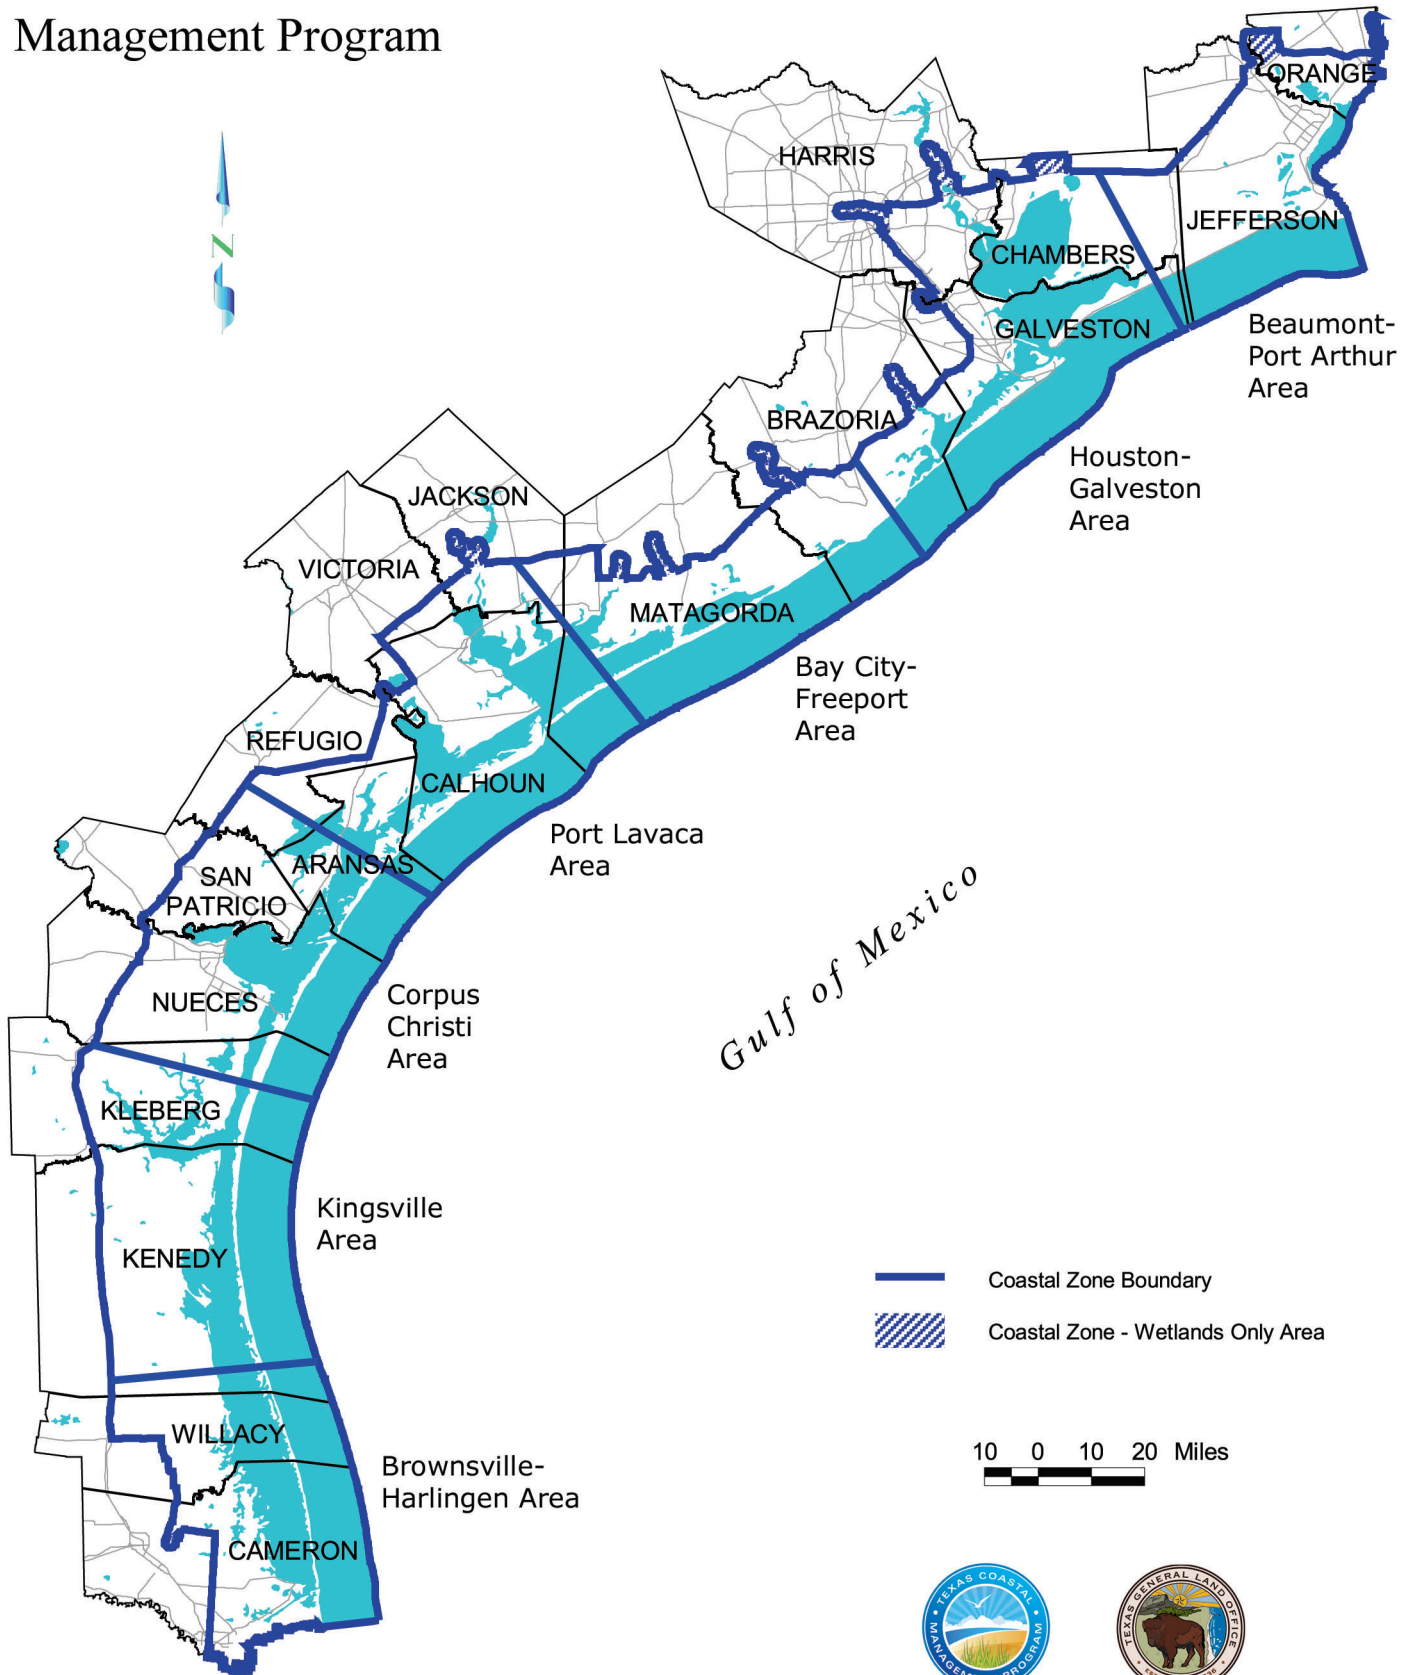 Management Program
N
ORANGE
HARRIS
JEFFERSON
CHAMBERS
GALVESTON
Beaumont-
Port Arthur
Area
BRAZORIA
Houston-
Galveston
Area
JACKSON
VICTORIA
MATAGORDA
Bay City-
Freeport
Area
REFUGIO
CALHOUN
Port Lavaca
Area
ARANSAS
SAN
PATRICIO
Gulf of Mexico
NUECES
Corpus
Christi
Area
KLEBERG
Kingsville
Area
KENEDY
Coastal Zone Boundary
Coastal Zone - Wetlands Only Area
WILLACY
10 0 10 20 Miles
Brownsville-
Harlingen Area
CAMERON
TEXAS COASTAL
MANAGEMENT PROGRAM
TEXAS GENERAL LAND OFFICE